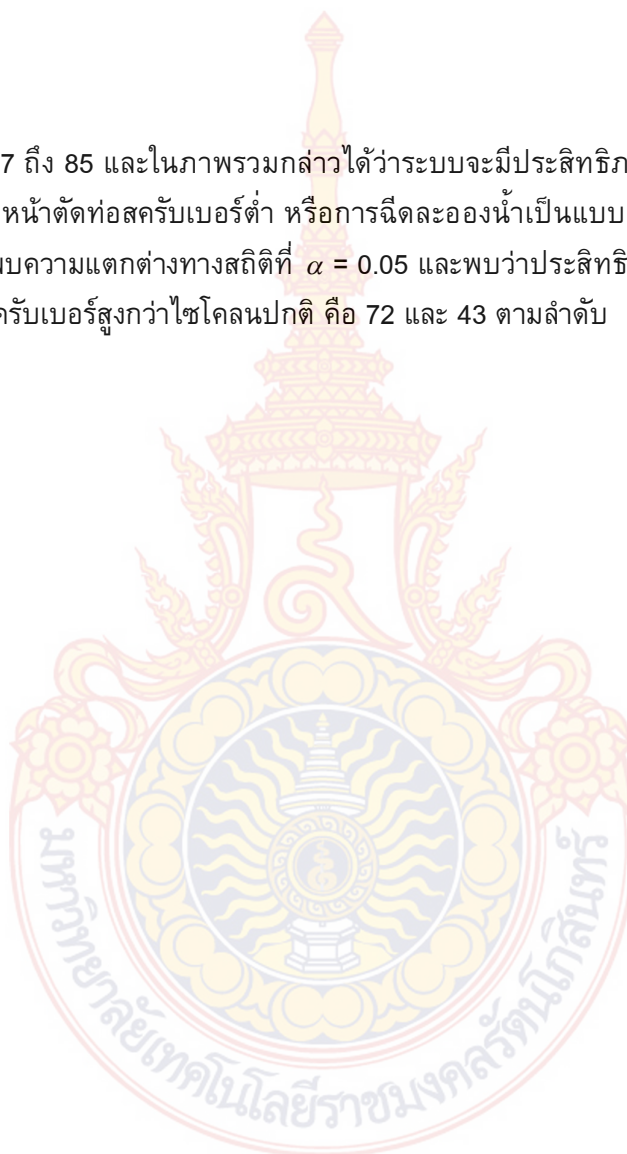 7 ถึง 85 และในภาพรวมกล่าวได้ว่าระบบจะมีประสิทธิภ
หน้าตัดท่อสครับเบอร์ต่ำ หรือการฉีดละอองน้ำเป็นแบบ
พบความแตกต่างทางสถิติที่ α = 0.05 และพบว่าประสิทธิ
ครับเบอร์สูงกว่าไซโคลนปกติ คือ 72 และ 43 ตามลำดับ
มหาวิทยาลัยเทคโนโลยีราชมงคลรัตนโกสินทร์